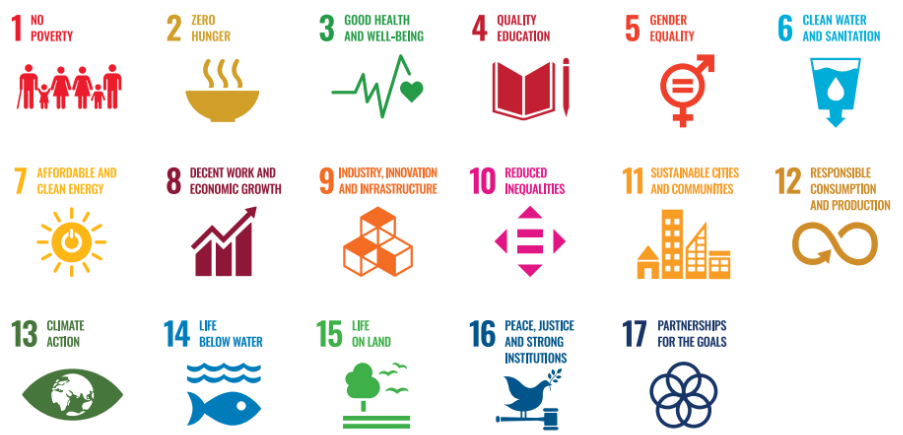 1 NO
POVERTY
2 ZERO
HUNGER
3 GOOD HEALTH
AND WELL-BEING
4 QUALITY
EDUCATION
5 GENDER
EQUALITY
6 CLEAN WATER
AND SANITATION
7 AFFORDABLE AND
CLEAN ENERGY
8 DECENT WORK AND
ECONOMIC GROWTH
9 INDUSTRY, INNOVATION
AND INFRASTRUCTURE
10 REDUCED
INEQUALITIES
11 SUSTAINABLE CITIES
AND COMMUNITIES
12 RESPONSIBLE
CONSUMPTION
AND PRODUCTION
13 CLIMATE
ACTION
14 LIFE
BELOW WATER
15 LIFE
ON LAND
16 PEACE, JUSTICE
AND STRONG
INSTITUTIONS
17 PARTNERSHIPS
FOR THE GOALS